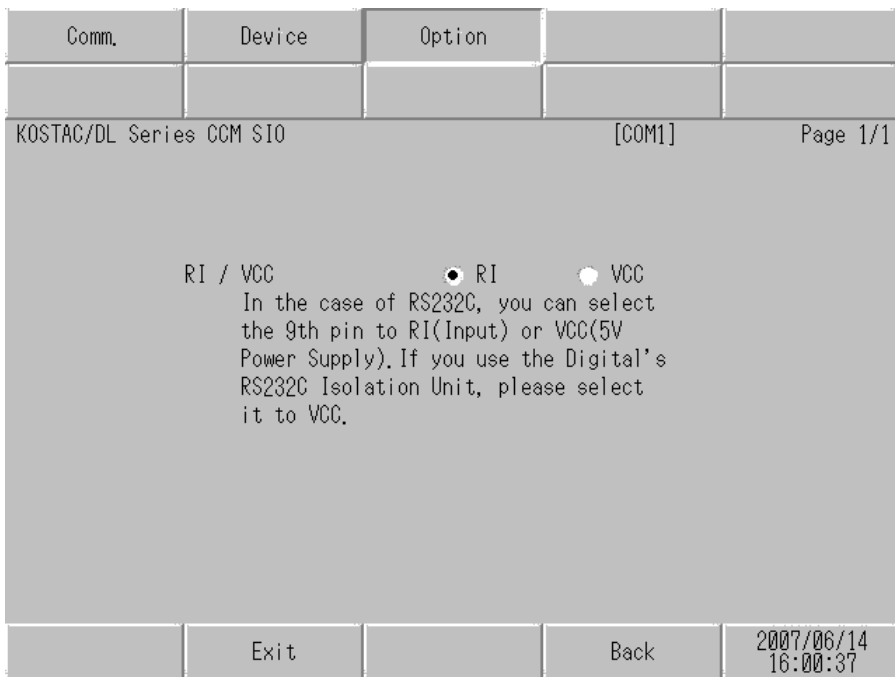 Comm. Device Option
KOSTAC/DL Series CCM SIO [COM1] Page 1/1
RI / VCC RI VCC
In the case of RS232C, you can select
the 9th pin to RI(Input) or VCC(5V
Power Supply).If you use the Digital's
RS232C Isolation Unit, please select
it to VCC.
Exit Back 2007/06/14
16:00:37